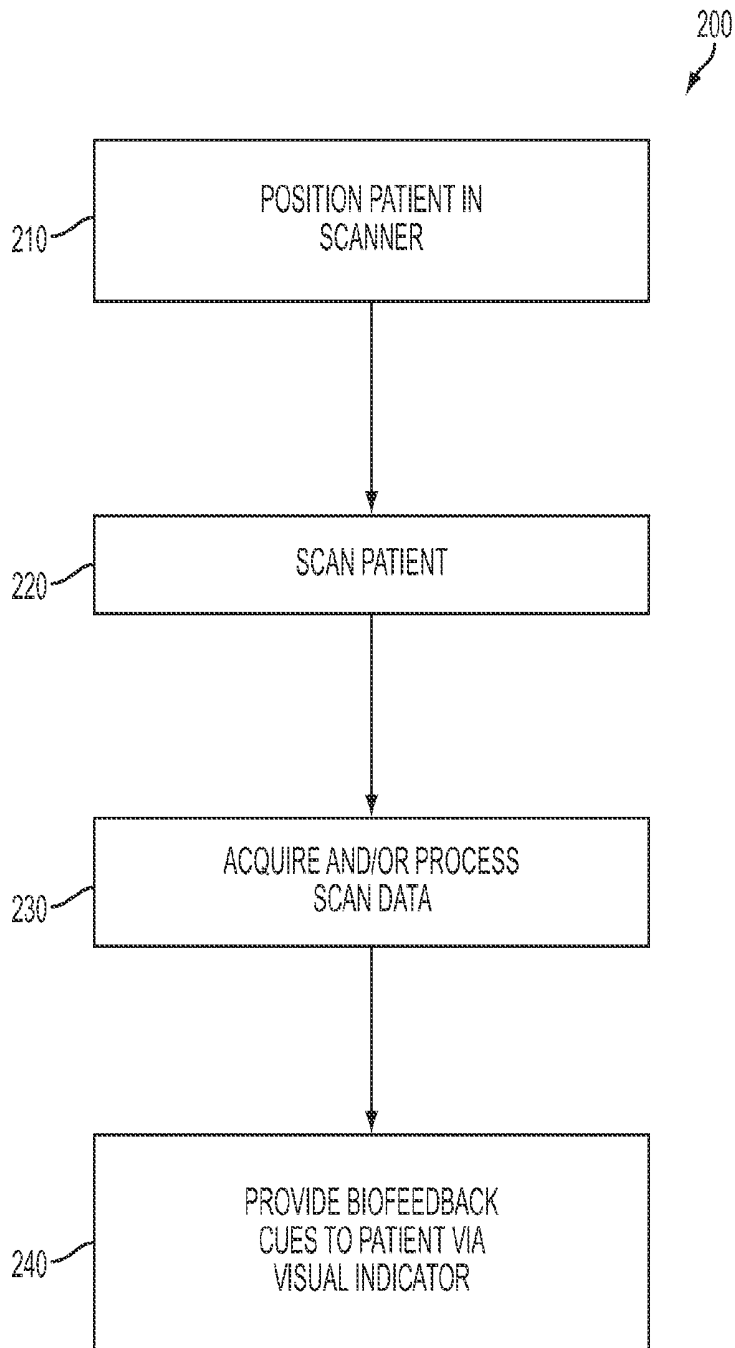 200
POSITION PATIENT IN
SCANNER
210
SCAN PATIENT
220
ACQUIRE AND/OR PROCESS
SCAN DATA
230
PROVIDE BIOFEEDBACK
CUES TO PATIENT VIA
VISUAL INDICATOR
240